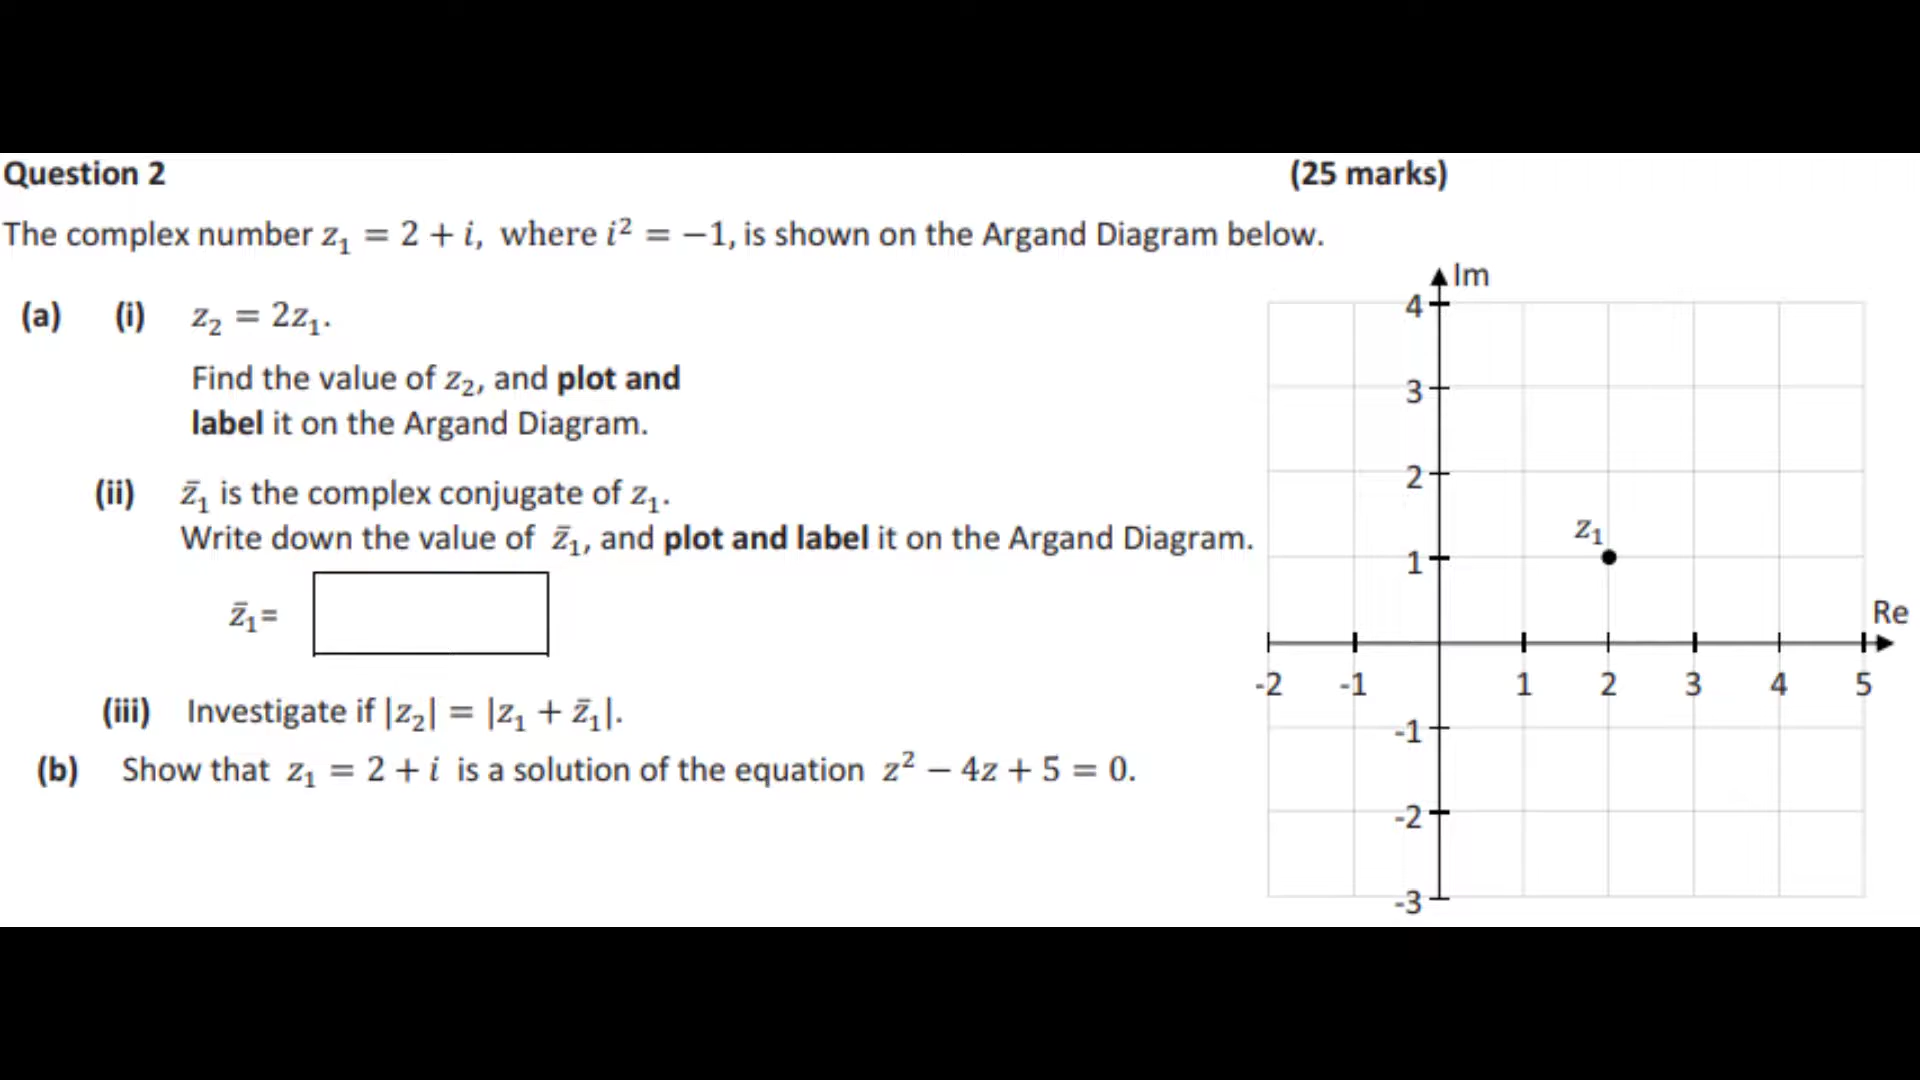 Question 2 (25 marks)
The complex number z₁ = 2 + i, where i² = −1, is shown on the Argand Diagram below.
(a) (i) z₂ = 2z₁.
Find the value of z₂, and plot and
label it on the Argand Diagram.
(ii) z̄₁ is the complex conjugate of z₁.
Write down the value of z̄₁, and plot and label it on the Argand Diagram.
z̄₁=
(iii) Investigate if |z₂| = |z₁ + z̄₁|.
(b) Show that z₁ = 2 + i is a solution of the equation z² − 4z + 5 = 0.
Im
4
3
2
z₁
1
Re
-2 -1 1 2 3 4 5
-1
-2
-3